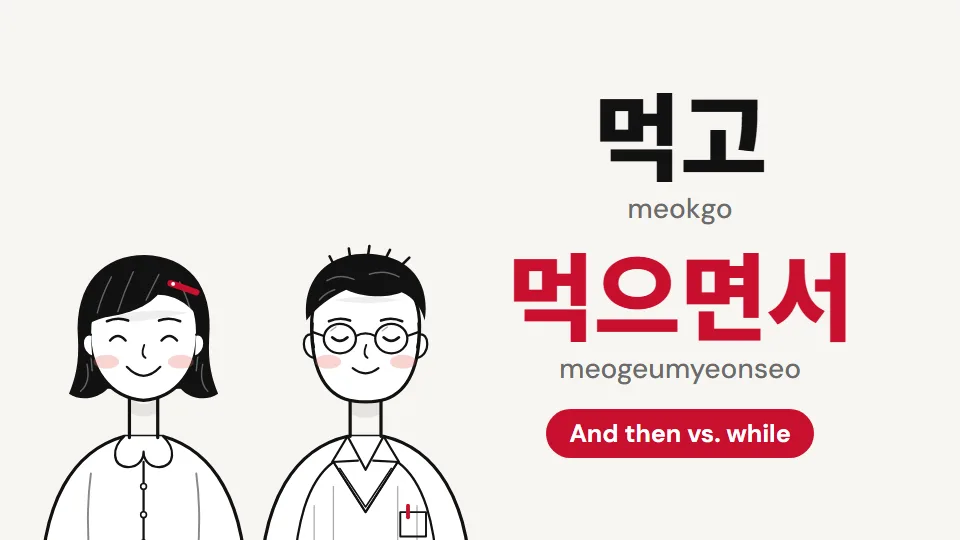 먹고
meokgo
먹으면서
meogeumyeonseo
And then vs. while